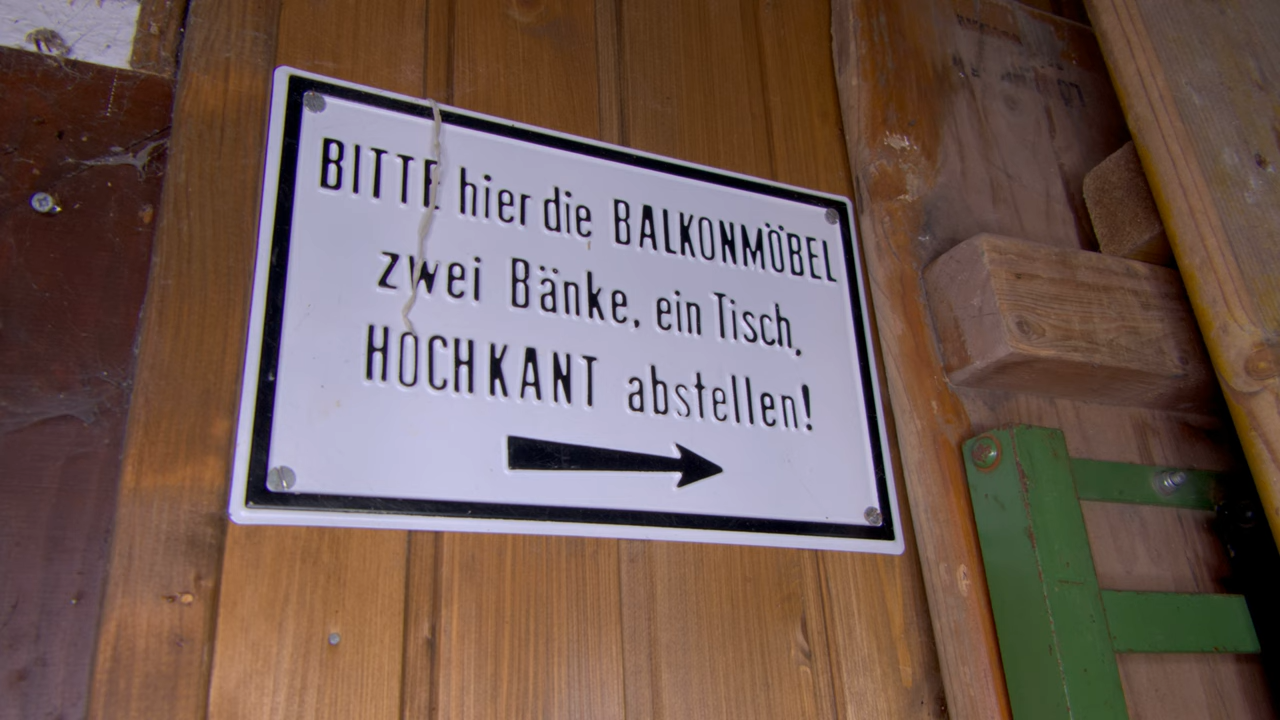 BITTE hier die BALKONMÖBEL
zwei Bänke, ein Tisch,
HOCHKANT abstellen!